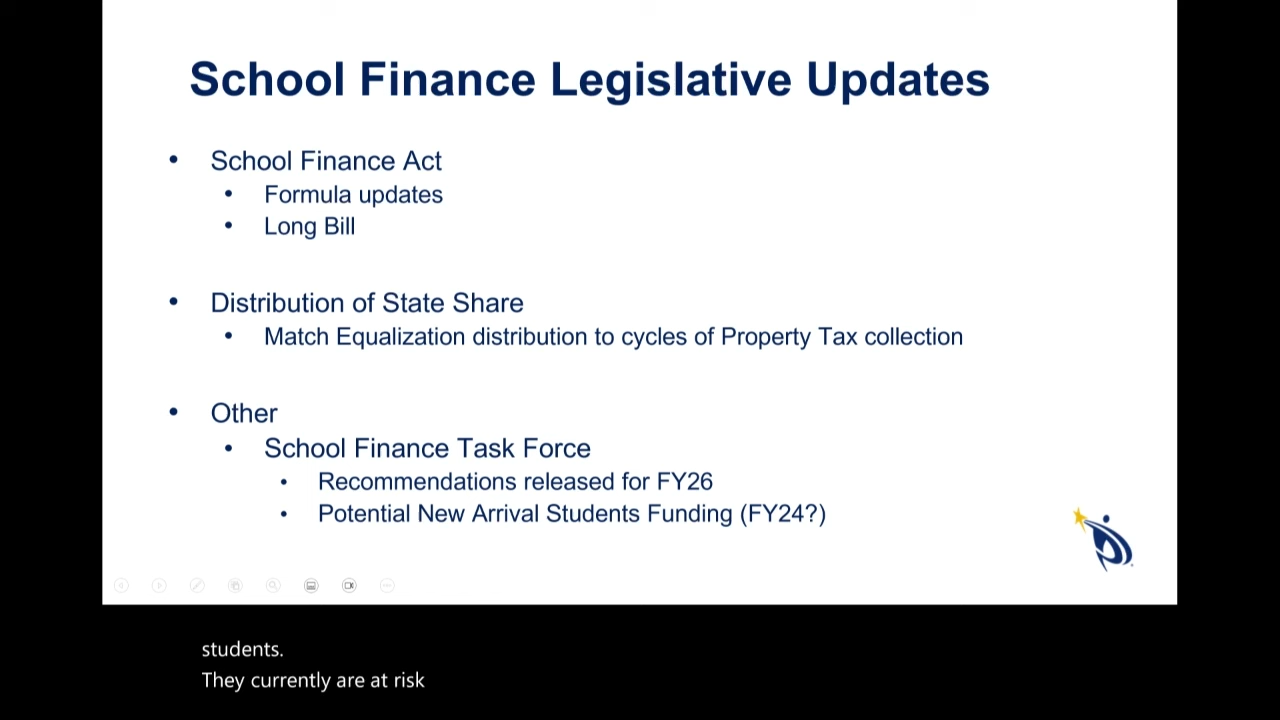 School Finance Legislative Updates
• School Finance Act
• Formula updates
• Long Bill
• Distribution of State Share
• Match Equalization distribution to cycles of Property Tax collection
• Other
• School Finance Task Force
• Recommendations released for FY26
• Potential New Arrival Students Funding (FY24?)
students.
They currently are at risk